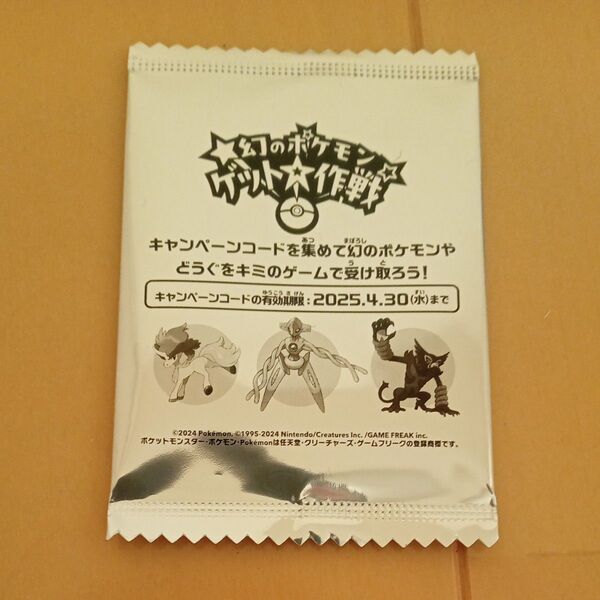 幻のポケモン
ゲット★作戦
キャンペーンコードを集めて幻のポケモンや
どうぐをキミのゲームで受け取ろう！
キャンペーンコードの有効期限：2025.4.30(水)まで
©2024 Pokémon. ©1995-2024 Nintendo/Creatures Inc. /GAME FREAK inc.
ポケットモンスター・ポケモン・Pokémonは任天堂・クリーチャーズ・ゲームフリークの登録商標です。